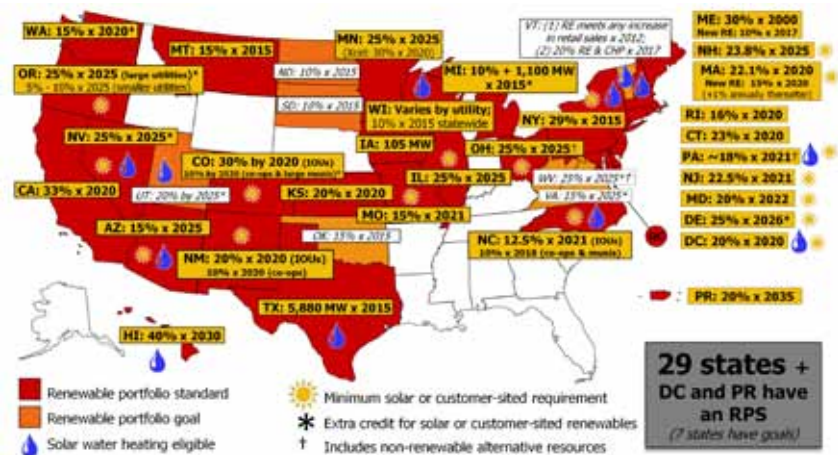 WA: 15% x 2020*
MT: 15% x 2015
MN: 25% x 2025
(Xcel: 30% x 2020)
VT: (1) RE meets any increase
in retail sales x 2012;
(2) 20% RE & CHP x 2017
ME: 30% x 2000
New RE: 10% x 2017
NH: 23.8% x 2025
MA: 22.1% x 2020
New RE: 15% x 2020
(+1% annually thereafter)
RI: 16% x 2020
CT: 23% x 2020
PA: ~18% x 2021†
NJ: 22.5% x 2021
MD: 20% x 2022
DE: 25% x 2026*
DC: 20% x 2020
OR: 25% x 2025 (large utilities)*
5% - 10% x 2025 (smaller utilities)
ND: 10% x 2015
SD: 10% x 2015
MI: 10% + 1,100 MW
x 2015*
WI: Varies by utility;
10% x 2015 statewide
NY: 29% x 2015
NV: 25% x 2025*
IA: 105 MW
OH: 25% x 2025†
CO: 30% by 2020 (IOUs)
10% by 2020 (co-ops & large munis)*
IL: 25% x 2025
WV: 25% x 2025*†
CA: 33% x 2020
UT: 20% by 2025*
KS: 20% x 2020
VA: 15% x 2025*
MO: 15% x 2021
AZ: 15% x 2025
OK: 15% x 2015
NC: 12.5% x 2021 (IOUs)
10% x 2018 (co-ops & munis)
NM: 20% x 2020 (IOUs)
10% x 2020 (co-ops)
PR: 20% x 2035
TX: 5,880 MW x 2015
HI: 40% x 2030
29 states +
DC and PR have
an RPS
(7 states have goals)
Renewable portfolio standard
Renewable portfolio goal
Solar water heating eligible
Minimum solar or customer-sited requirement
* Extra credit for solar or customer-sited renewables
† Includes non-renewable alternative resources